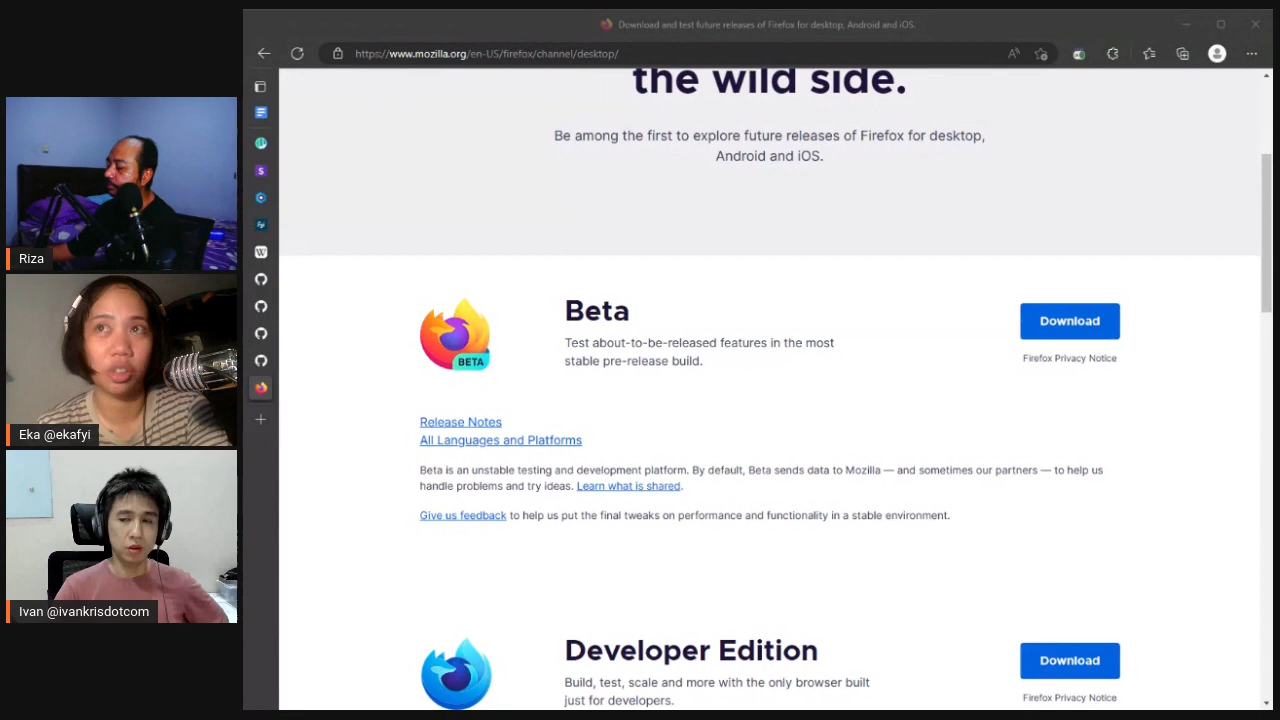 Download and test future releases of Firefox for desktop, Android and iOS.
https://www.mozilla.org/en-US/firefox/channel/desktop/
the wild side.
Be among the first to explore future releases of Firefox for desktop,
Android and iOS.
BETA
Beta
Test about-to-be-released features in the most
stable pre-release build.
Download
Firefox Privacy Notice
Release Notes
All Languages and Platforms
Beta is an unstable testing and development platform. By default, Beta sends data to Mozilla — and sometimes our partners — to help us
handle problems and try ideas. Learn what is shared.
Give us feedback to help us put the final tweaks on performance and functionality in a stable environment.
Developer Edition
Build, test, scale and more with the only browser built
just for developers.
Download
Firefox Privacy Notice
Riza
Eka @ekafyi
Ivan @ivankrisdotcom